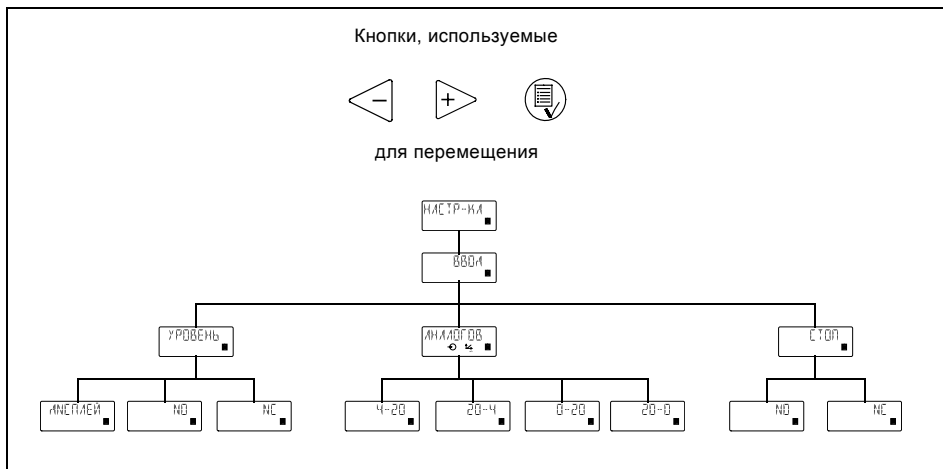 Кнопки, используемые
- +
для перемещения
НАСТР-КА
ВВОД
УРОВЕНЬ АНАЛОГОВ СТОП
ДИСПЛЕЙ NO NC 4-20 20-4 0-20 20-0 NO NC